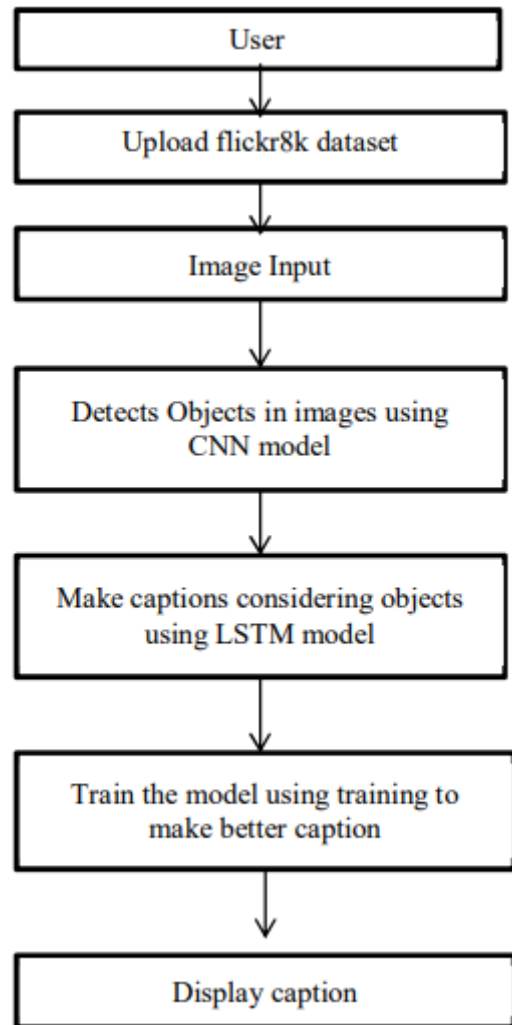 User
Upload flickr8k dataset
Image Input
Detects Objects in images using
CNN model
Make captions considering objects
using LSTM model
Train the model using training to
make better caption
Display caption